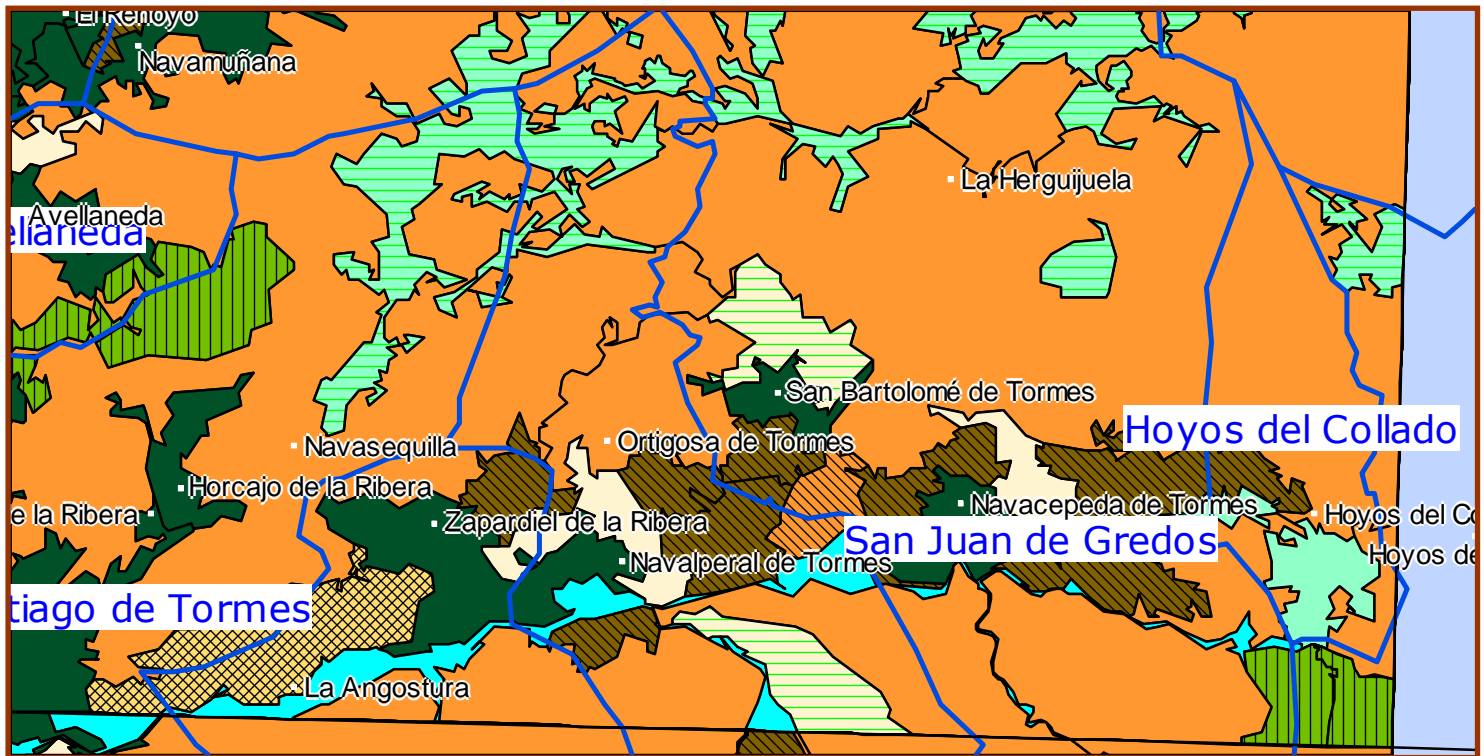 El Rehoyo
Navamuñana
La Herguijuela
Avellaneda
ellaneda
San Bartolomé de Tormes
Hoyos del Collado
Navasequilla
Ortigosa de Tormes
Horcajo de la Ribera
e la Ribera
Zapardiel de la Ribera
Navacepeda de Tormes
Hoyos del Co
San Juan de Gredos
Hoyos de
Navalperal de Tormes
tiago de Tormes
La Angostura